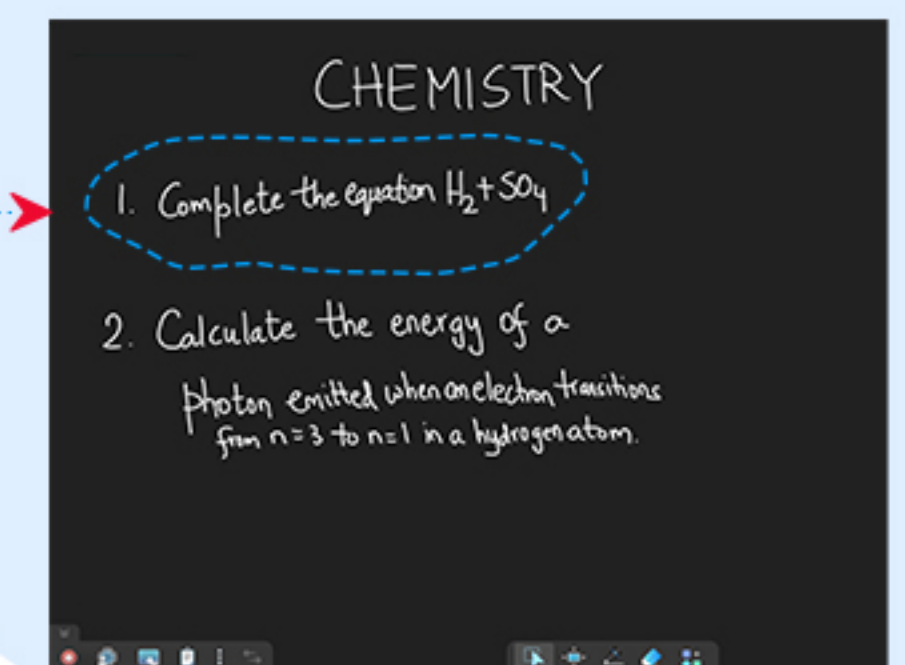 CHEMISTRY
1. Complete the equation H₂+SO₄
2. Calculate the energy of a
photon emitted when an electron transitions
from n=3 to n=1 in a hydrogen atom.